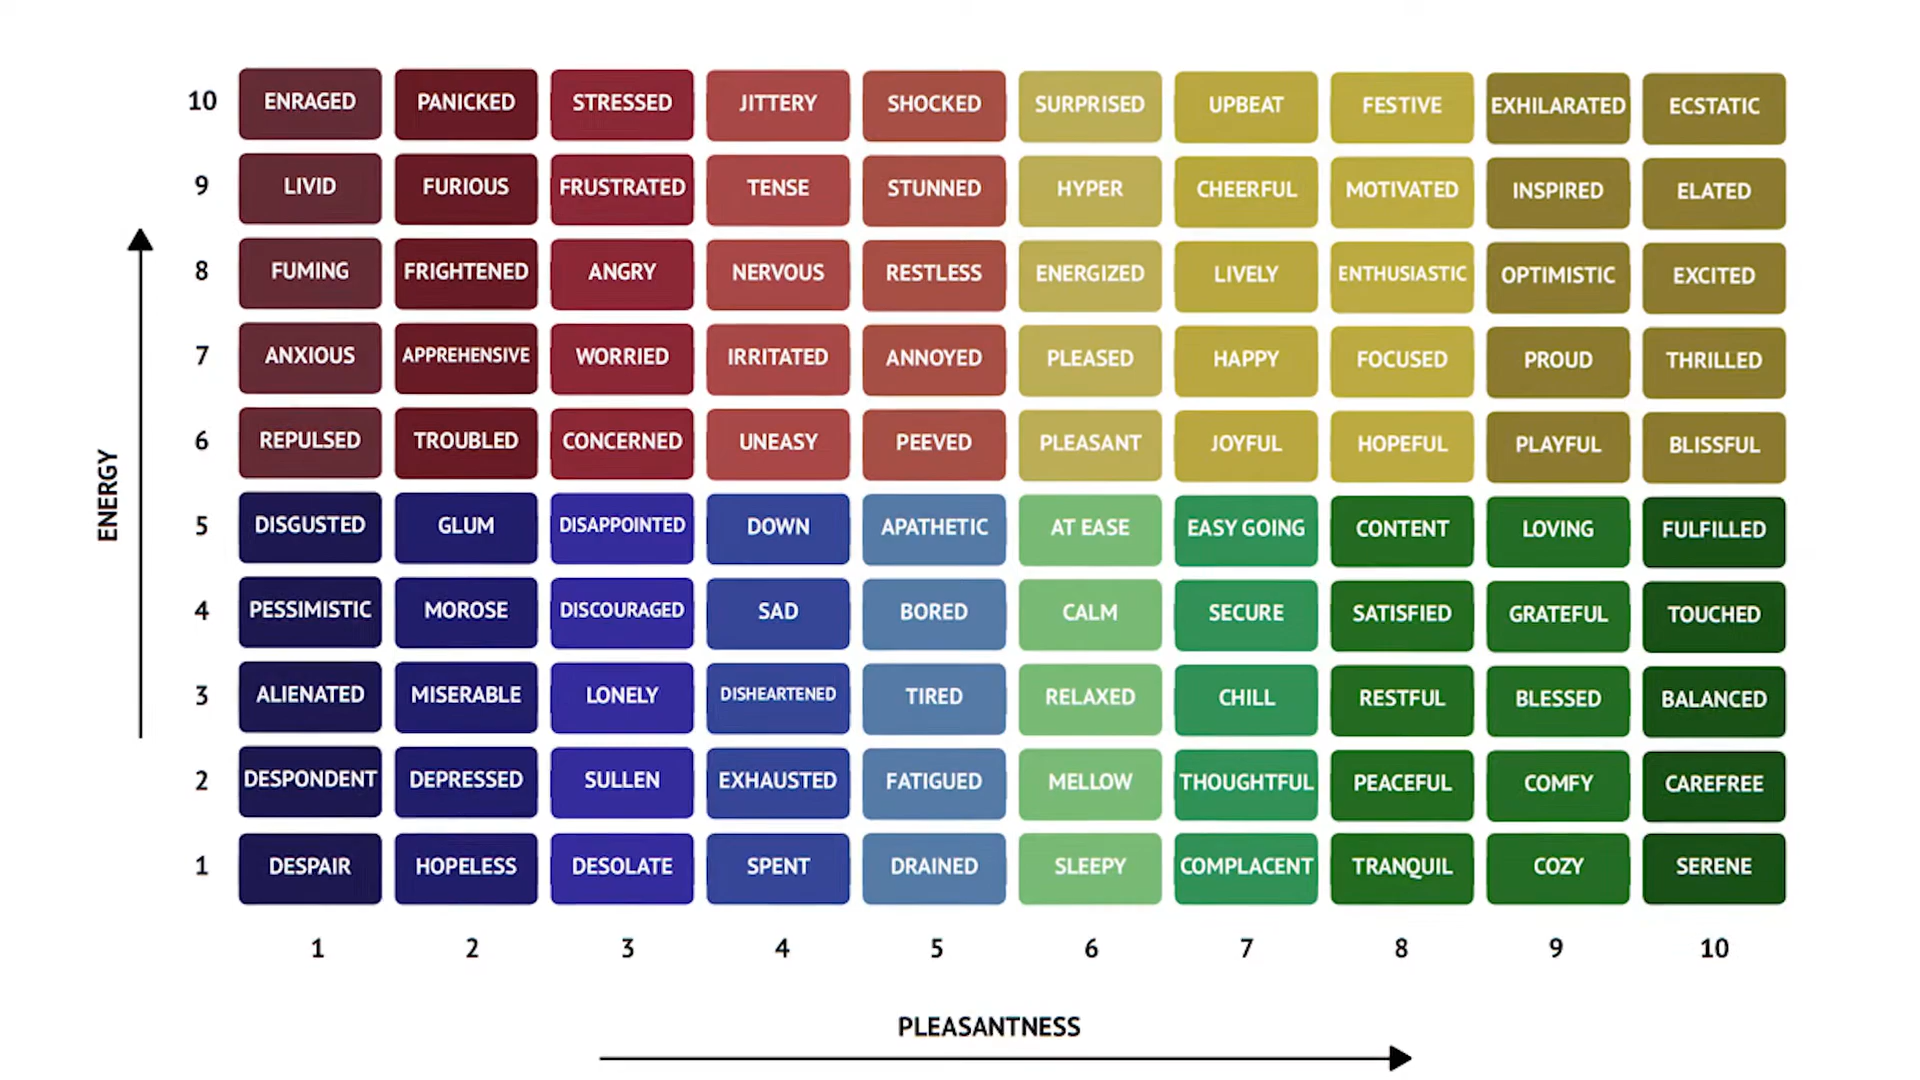 10 ENRAGED PANICKED STRESSED JITTERY SHOCKED SURPRISED UPBEAT FESTIVE EXHILARATED ECSTATIC
9 LIVID FURIOUS FRUSTRATED TENSE STUNNED HYPER CHEERFUL MOTIVATED INSPIRED ELATED
8 FUMING FRIGHTENED ANGRY NERVOUS RESTLESS ENERGIZED LIVELY ENTHUSIASTIC OPTIMISTIC EXCITED
7 ANXIOUS APPREHENSIVE WORRIED IRRITATED ANNOYED PLEASED HAPPY FOCUSED PROUD THRILLED
6 REPULSED TROUBLED CONCERNED UNEASY PEEVED PLEASANT JOYFUL HOPEFUL PLAYFUL BLISSFUL
ENERGY
5 DISGUSTED GLUM DISAPPOINTED DOWN APATHETIC AT EASE EASY GOING CONTENT LOVING FULFILLED
4 PESSIMISTIC MOROSE DISCOURAGED SAD BORED CALM SECURE SATISFIED GRATEFUL TOUCHED
3 ALIENATED MISERABLE LONELY DISHEARTENED TIRED RELAXED CHILL RESTFUL BLESSED BALANCED
2 DESPONDENT DEPRESSED SULLEN EXHAUSTED FATIGUED MELLOW THOUGHTFUL PEACEFUL COMFY CAREFREE
1 DESPAIR HOPELESS DESOLATE SPENT DRAINED SLEEPY COMPLACENT TRANQUIL COZY SERENE
1 2 3 4 5 6 7 8 9 10
PLEASANTNESS